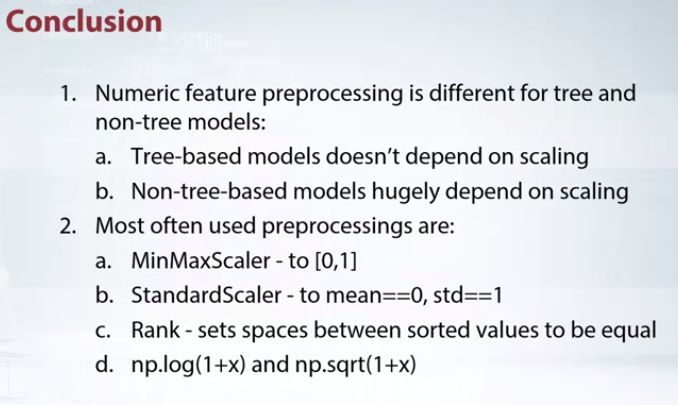 Conclusion
1. Numeric feature preprocessing is different for tree and
non-tree models:
a. Tree-based models doesn't depend on scaling
b. Non-tree-based models hugely depend on scaling
2. Most often used preprocessings are:
a. MinMaxScaler - to [0,1]
b. StandardScaler - to mean==0, std==1
c. Rank - sets spaces between sorted values to be equal
d. np.log(1+x) and np.sqrt(1+x)